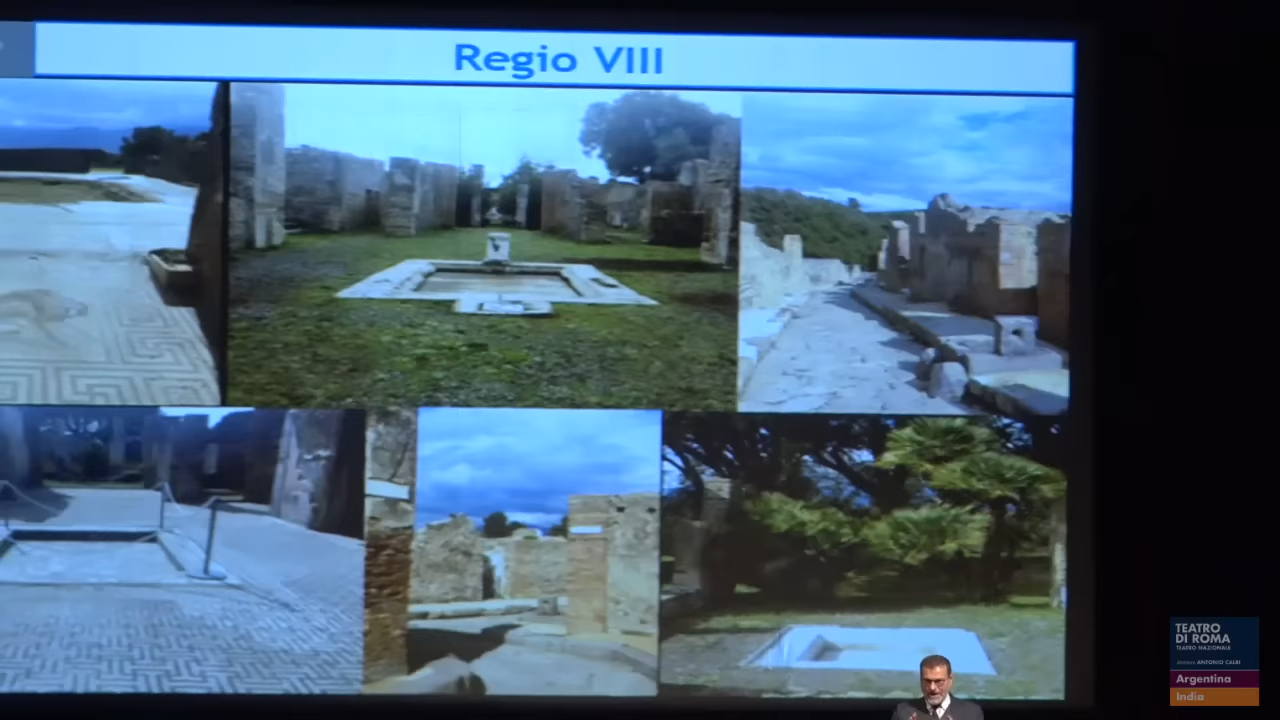 Regio VIII
TEATRO
DI ROMA
TEATRO NAZIONALE
ANTONIO CALBI
Argentina
India